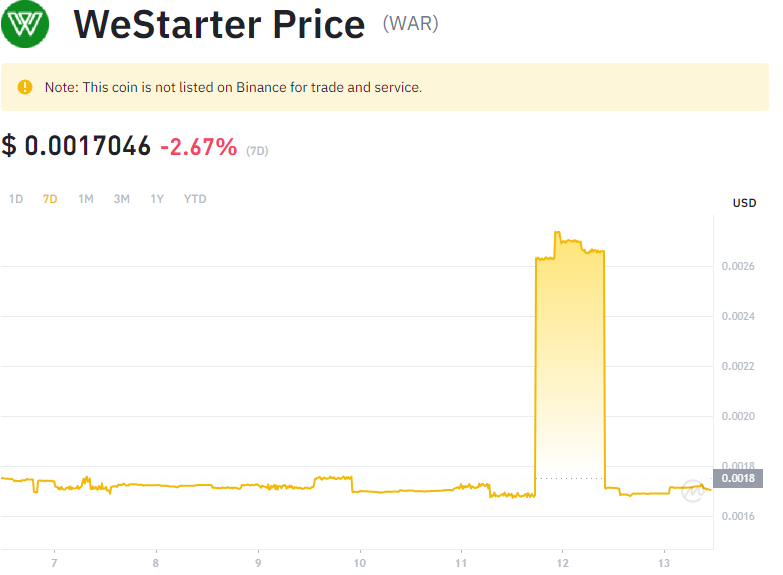 WeStarter Price (WAR)
Note: This coin is not listed on Binance for trade and service.
$ 0.0017046 -2.67% (7D)
1D 7D 1M 3M 1Y YTD
USD
0.0026
0.0024
0.0022
0.0020
0.0018
0.0018
0.0016
7 8 9 10 11 12 13